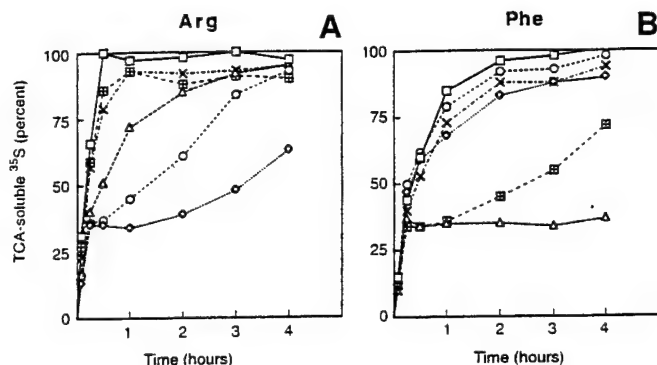 Arg
A
TCA-soluble ³⁵S (percent)
100
75
50
25
0
1
2
3
4
Time (hours)
Phe
B
100
75
50
25
0
1
2
3
4
Time (hours)